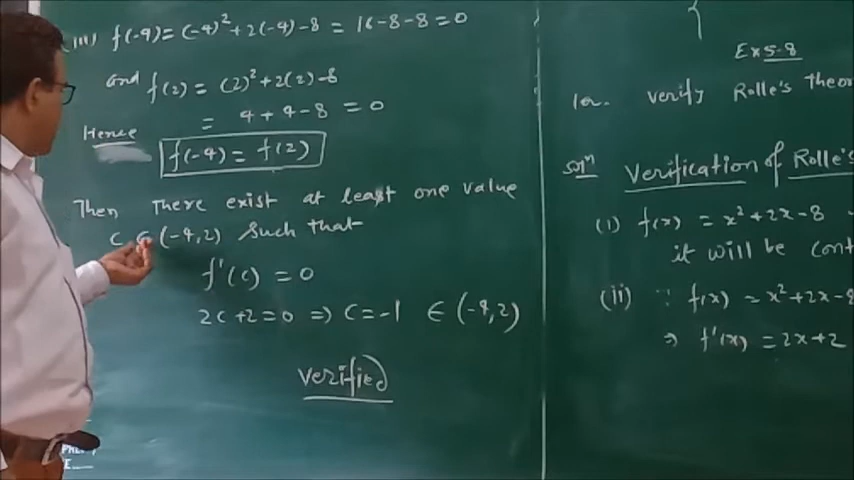 (iii) f(-4) = (-4)² + 2(-4) - 8 = 16 - 8 - 8 = 0
and f(2) = (2)² + 2(2) - 8
= 4 + 4 - 8 = 0
Hence
f(-4) = f(2)
Then There exist at least one value
C ∈ (-4, 2) such that
f'(c) = 0
2c + 2 = 0 ⇒ C = -1 ∈ (-4, 2)
Verified
Ex 5.8
verify Rolle's Theor
Solⁿ Verification of Rolle's
(i) f(x) = x² + 2x - 8
it will be cont
(ii) ∵ f(x) = x² + 2x - 8
⇒ f'(x) = 2x + 2